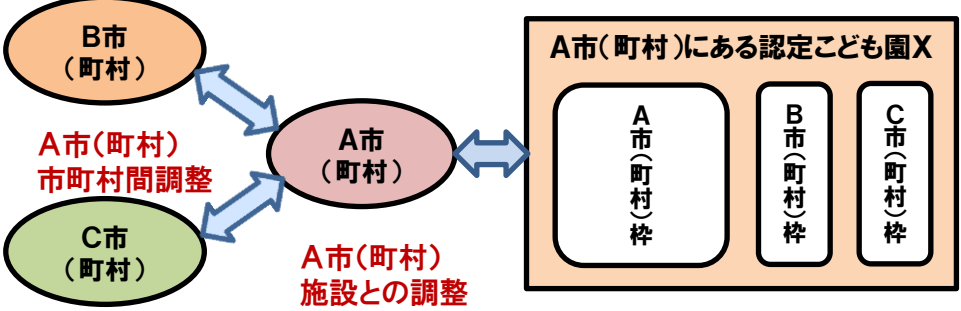 B市
（町村）
A市（町村）にある認定こども園X
A市（町村）枠
B市（町村）枠
C市（町村）枠
A市
（町村）
A市（町村）
市町村間調整
C市
（町村）
A市（町村）
施設との調整